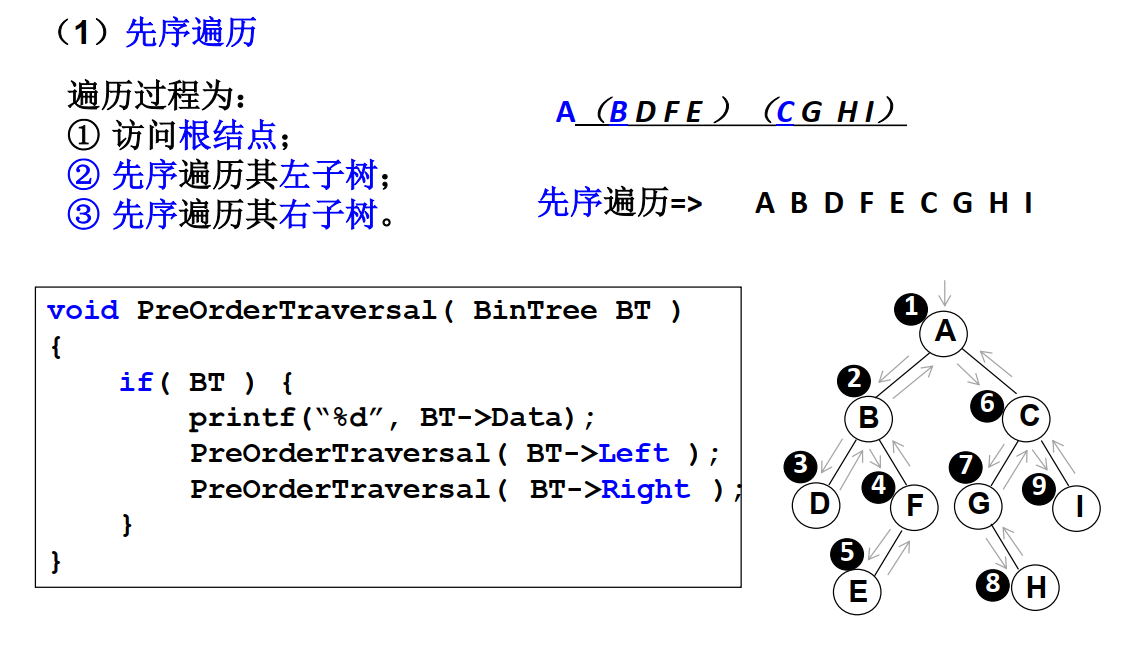 （1）先序遍历
遍历过程为：
① 访问根结点；
② 先序遍历其左子树；
③ 先序遍历其右子树。
A （B D F E ） （C G H I）
先序遍历=> A B D F E C G H I
void PreOrderTraversal( BinTree BT )
{
if( BT ) {
printf(“%d”, BT->Data);
PreOrderTraversal( BT->Left );
PreOrderTraversal( BT->Right );
}
}
1 A
2 B
6 C
3 D
4 F
7 G
9 I
5 E
8 H